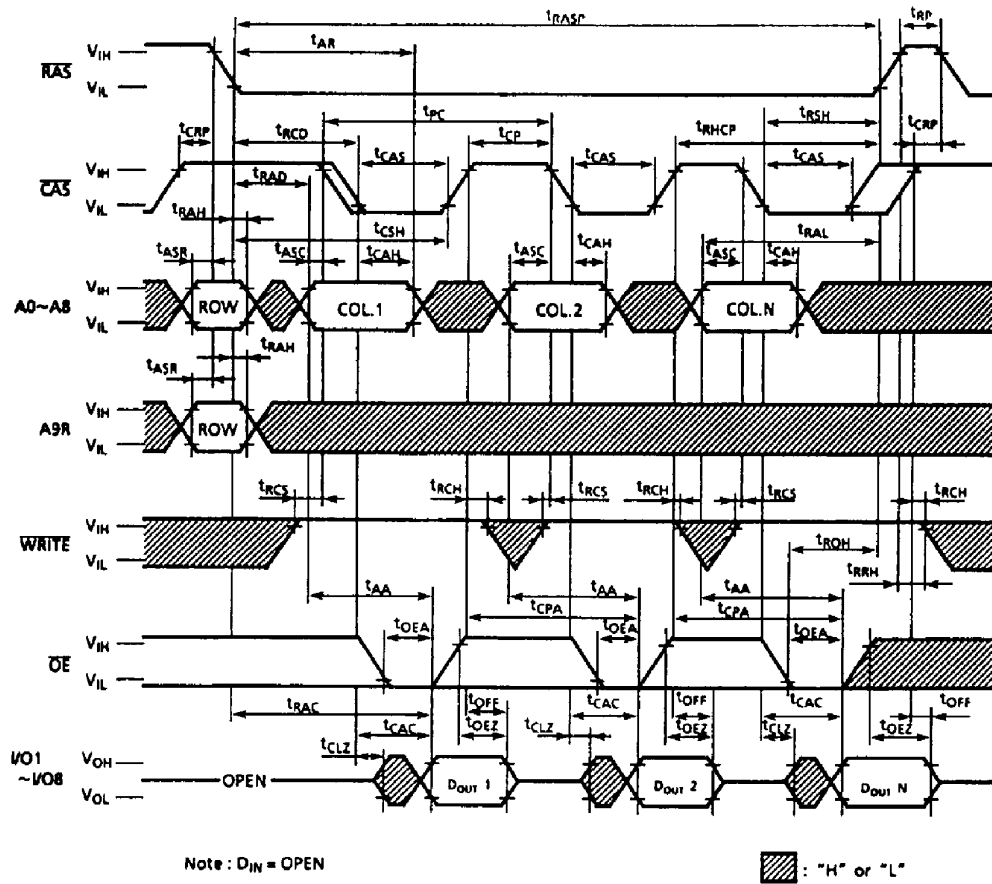 tRASP
tRP
tAR
VIH
RAS
VIL
tPC
tRSH
tCRP
tRCD
tCP
tRHCP
tCRP
tCAS
tCAS
tCAS
VIH
CAS
tRAD
VIL
tRAH
tCSH
tRAL
tASR
tASC
tCAH
tASC
tCAH
tASC
tCAH
VIH
A0~A8
ROW
COL.1
COL.2
COL.N
VIL
tRAH
tASR
VIH
A9R
ROW
VIL
tRCS
tRCH
tRCS
tRCH
tRCS
tRCH
VIH
WRITE
VIL
tROH
tRRH
tAA
tAA
tAA
tCPA
tCPA
tOEA
tOEA
tOEA
VIH
OE
VIL
tRAC
tOFF
tCAC
tOFF
tCAC
tOFF
tCAC
tOEZ
tCLZ
tOEZ
tCLZ
tOEZ
tCLZ
I/O1
~I/O8
VOH
OPEN
DOUT 1
DOUT 2
DOUT N
VOL
Note : DIN = OPEN
: "H" or "L"